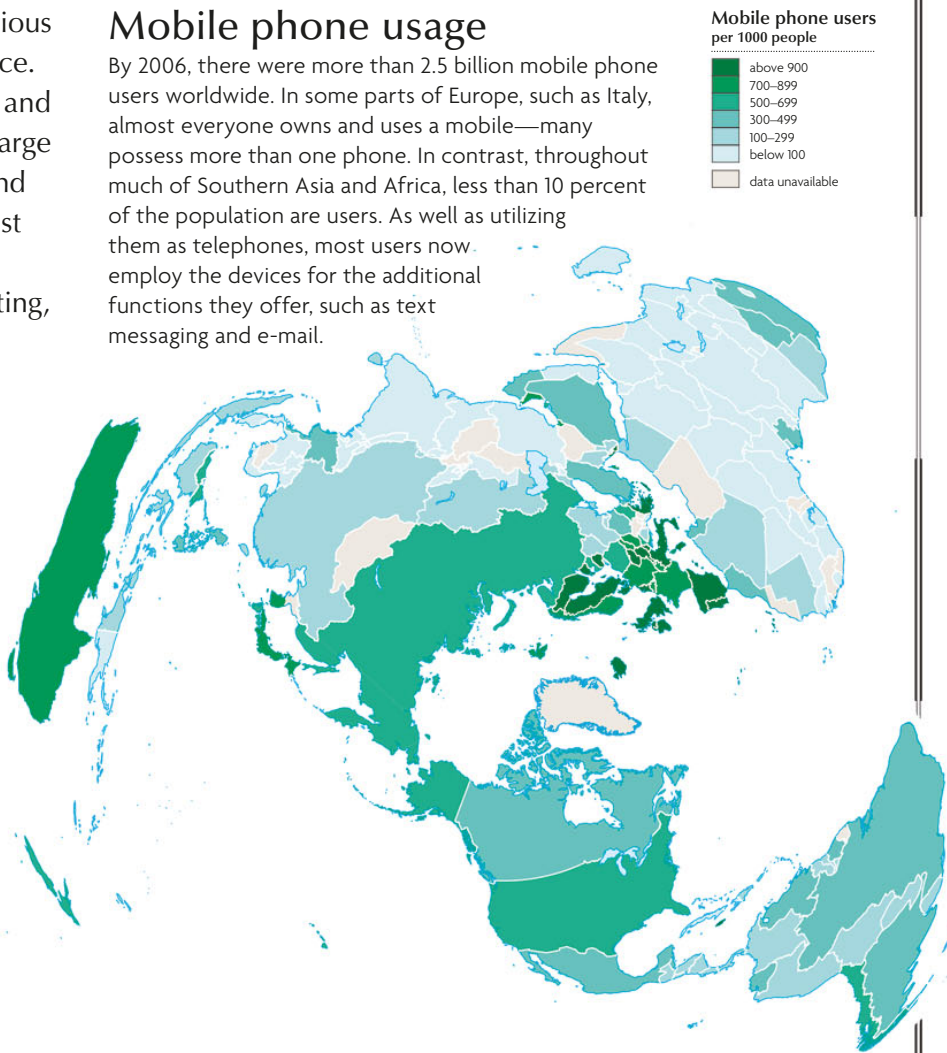 ious
ce.
and
arge
nd
st
ting,
Mobile phone usage
By 2006, there were more than 2.5 billion mobile phone
users worldwide. In some parts of Europe, such as Italy,
almost everyone owns and uses a mobile—many
possess more than one phone. In contrast, throughout
much of Southern Asia and Africa, less than 10 percent
of the population are users. As well as utilizing
them as telephones, most users now
employ the devices for the additional
functions they offer, such as text
messaging and e-mail.
Mobile phone users
per 1000 people
above 900
700–899
500–699
300–499
100–299
below 100
data unavailable